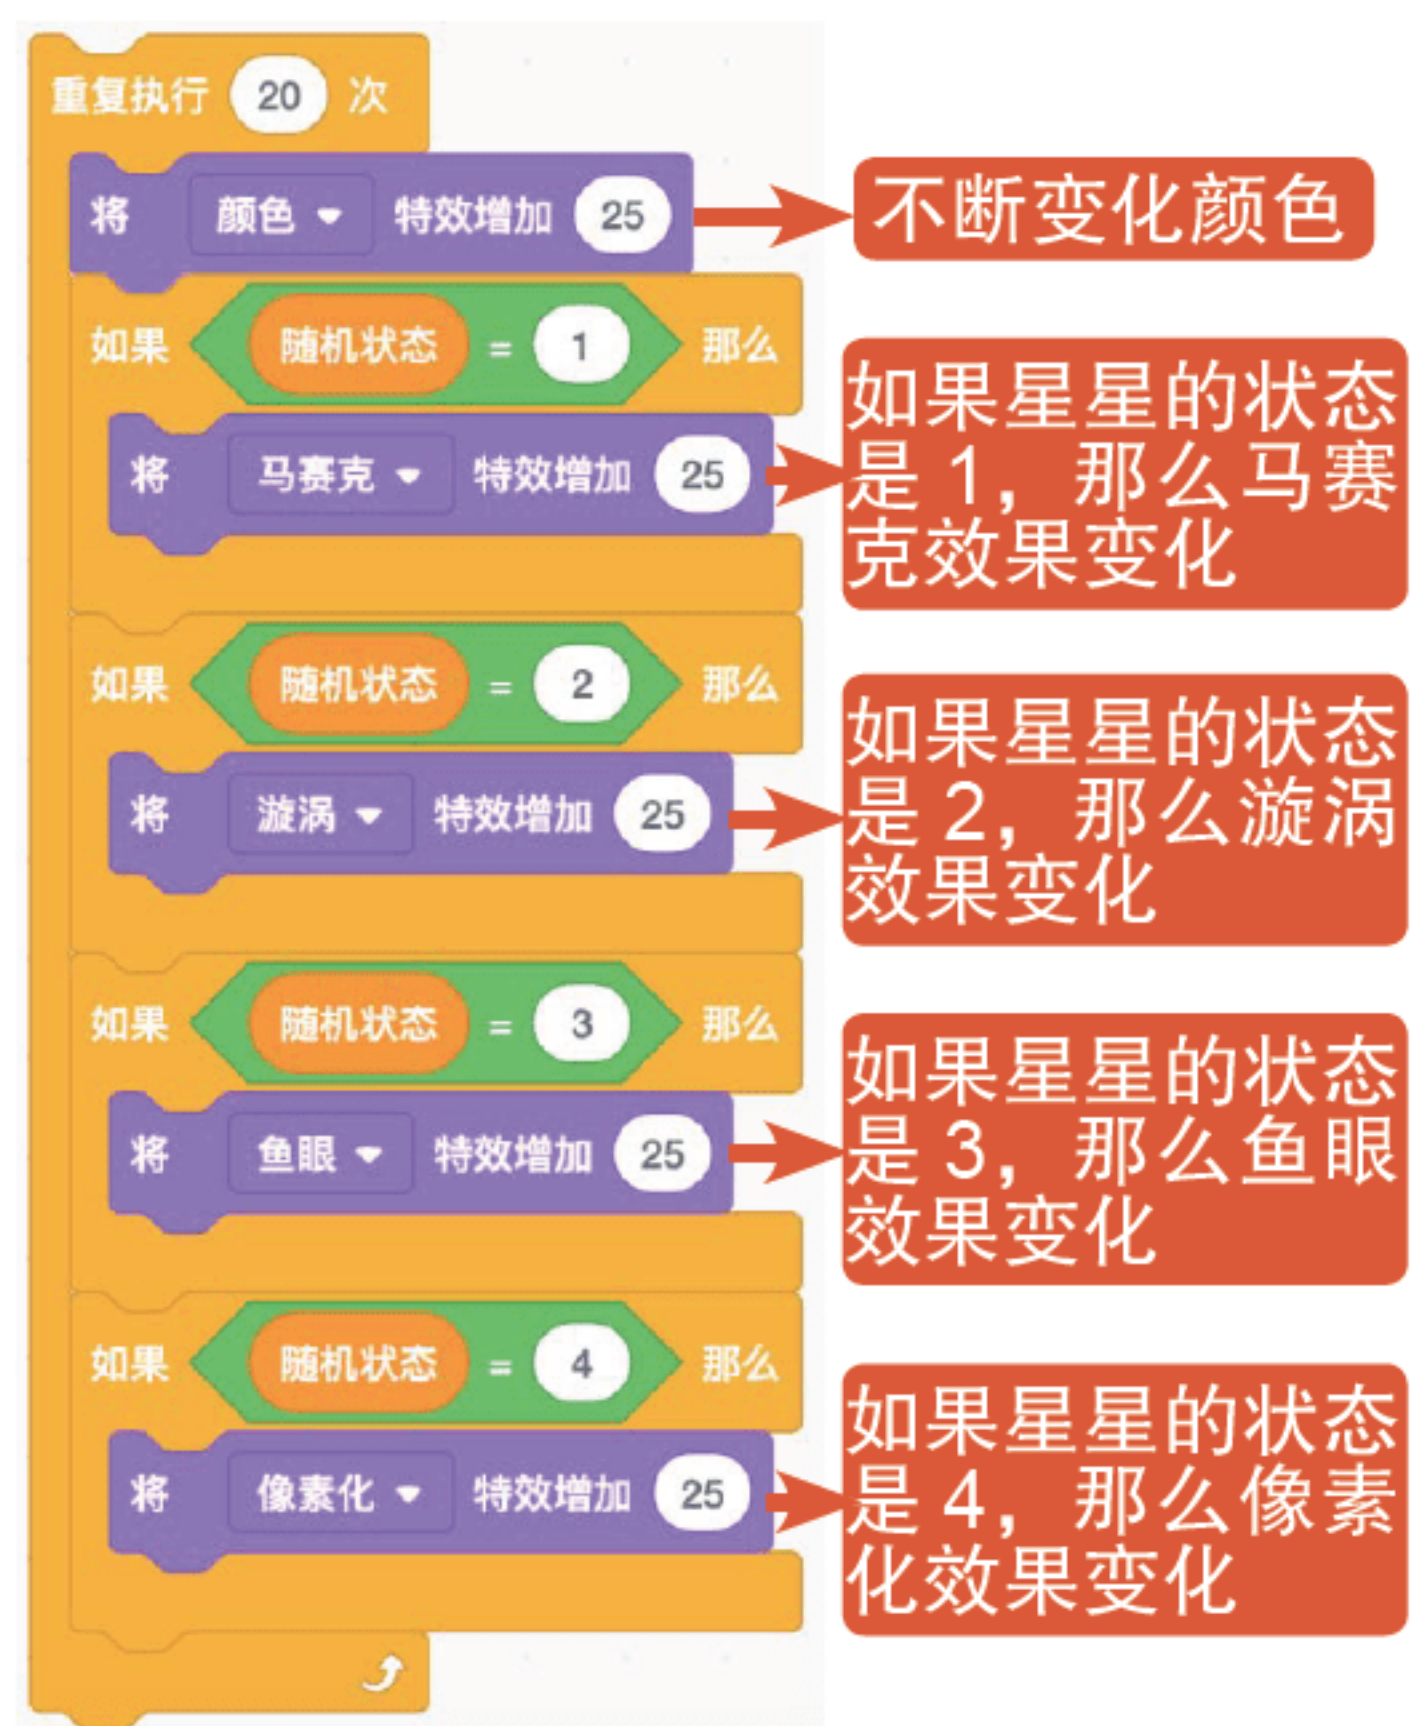 重复执行 20 次
将 颜色 特效增加 25
不断变化颜色
如果 随机状态 = 1 那么
将 马赛克 特效增加 25
如果星星的状态
是 1，那么马赛
克效果变化
如果 随机状态 = 2 那么
将 漩涡 特效增加 25
如果星星的状态
是 2，那么漩涡
效果变化
如果 随机状态 = 3 那么
将 鱼眼 特效增加 25
如果星星的状态
是 3，那么鱼眼
效果变化
如果 随机状态 = 4 那么
将 像素化 特效增加 25
如果星星的状态
是 4，那么像素
化效果变化